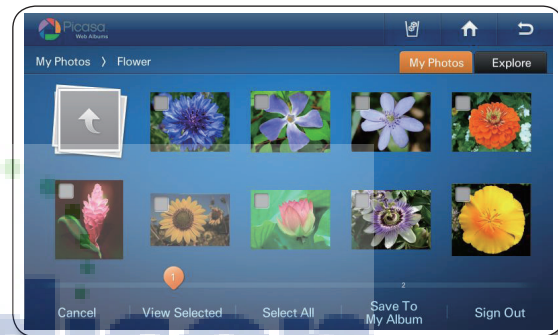 Picasa
Web Albums
My Photos > Flower
My Photos
Explore
1
2
Cancel
View Selected
Select All
Save To
My Album
Sign Out